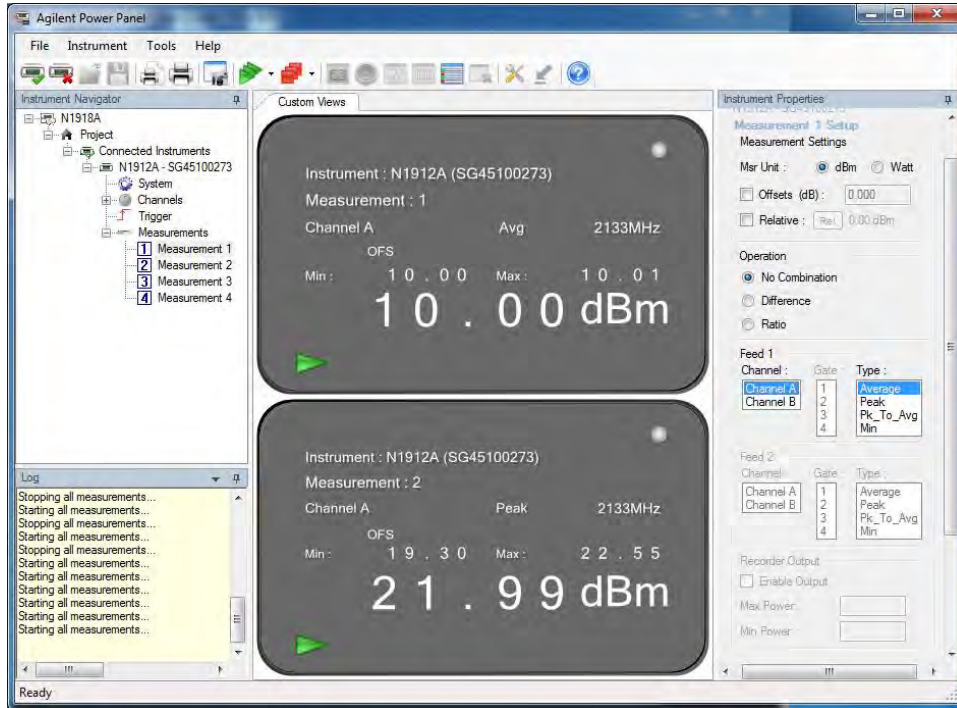 Agilent Power Panel
File Instrument Tools Help
Instrument Navigator
N1918A
Project
Connected Instruments
N1912A - SG45100273
System
Channels
Trigger
Measurements
1 Measurement 1
2 Measurement 2
3 Measurement 3
4 Measurement 4
Log
Stopping all measurements...
Starting all measurements...
Stopping all measurements...
Starting all measurements...
Stopping all measurements...
Starting all measurements...
Starting all measurements...
Starting all measurements...
Starting all measurements...
Starting all measurements...
Starting all measurements...
Custom Views
Instrument : N1912A (SG45100273)
Measurement : 1
Channel A Avg 2133MHz
OFS
Min : 10.00 Max : 10.01
10.00 dBm
Instrument : N1912A (SG45100273)
Measurement : 2
Channel A Peak 2133MHz
OFS
Min : 19.30 Max : 22.55
21.99 dBm
Instrument Properties
Measurement 1 Setup
Measurement Settings
Msr Unit : dBm Watt
Offsets (dB) : 0.000
Relative : Rel 0.00 dBm
Operation
No Combination
Difference
Ratio
Feed 1
Channel : Gate : Type :
Channel A 1 Average
Channel B 2 Peak
3 Pk_To_Avg
4 Min
Feed 2
Channel : Gate : Type :
Channel A 1 Average
Channel B 2 Peak
3 Pk_To_Avg
4 Min
Recorder Output
Enable Output
Max Power :
Min Power :
Ready